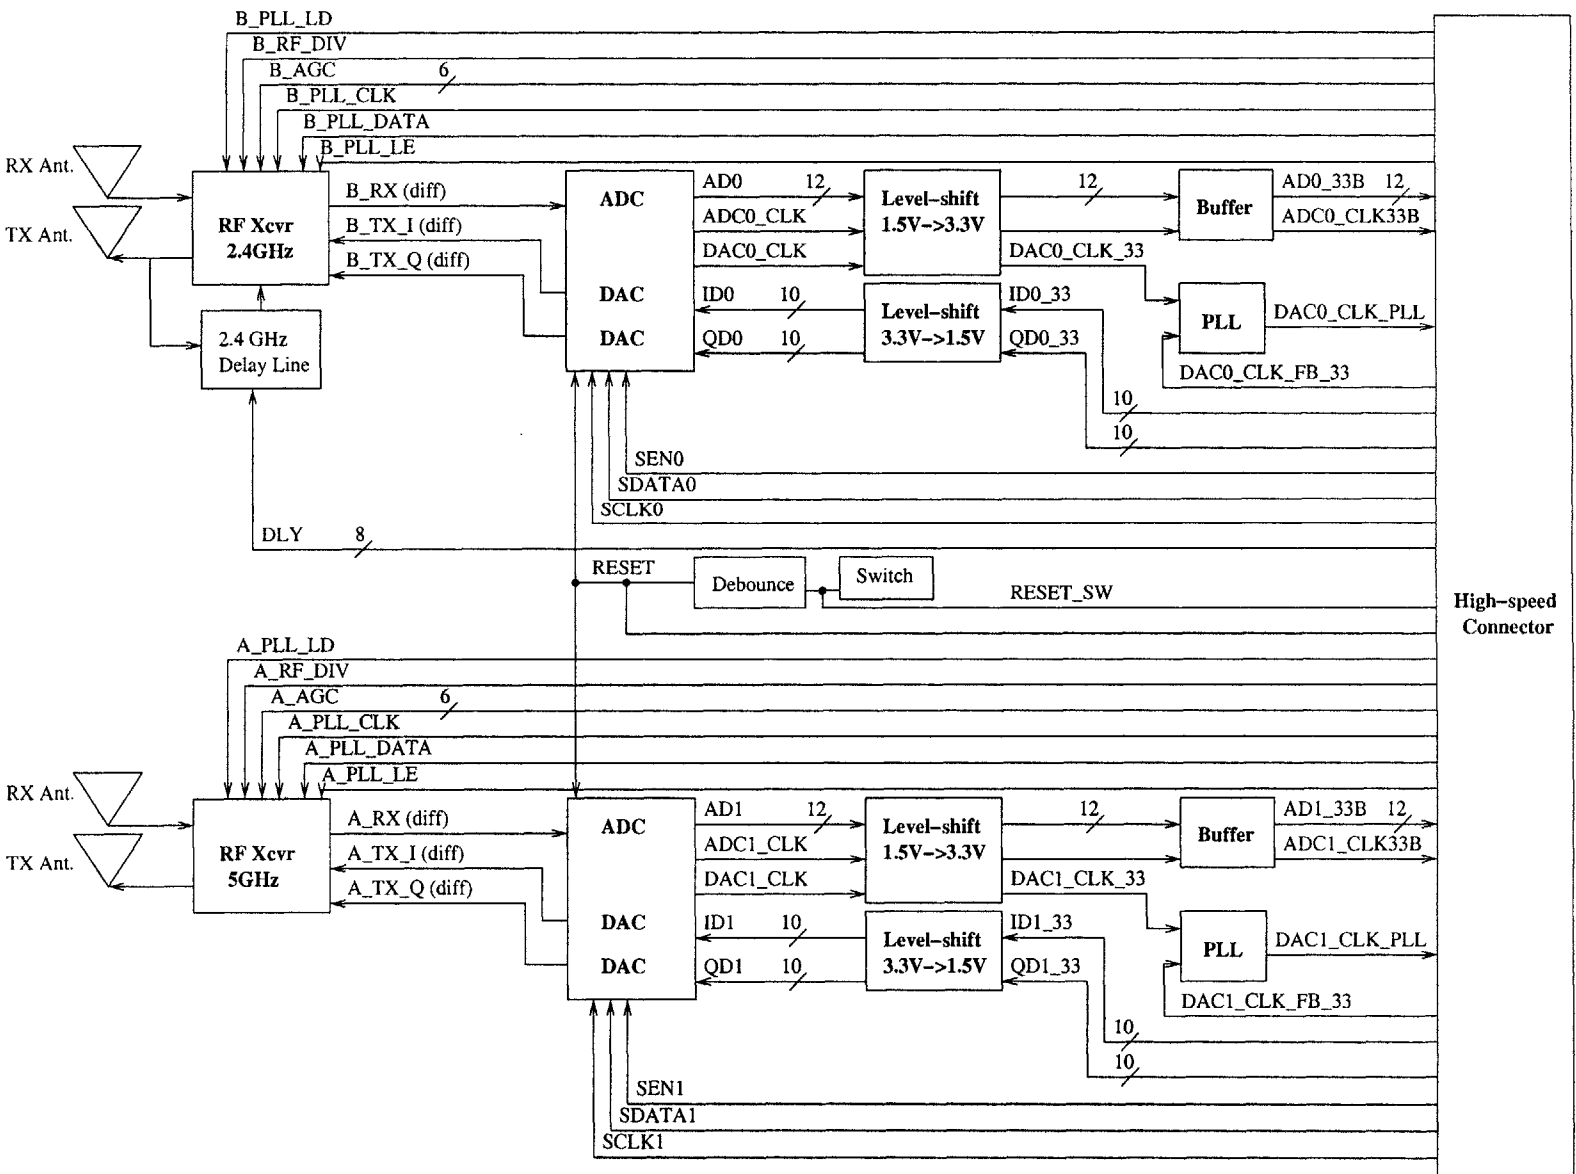 B_PLL_LD
B_RF_DIV
B_AGC 6
B_PLL_CLK
B_PLL_DATA
B_PLL_LE
RX Ant.
TX Ant.
RF Xcvr
2.4GHz
B_RX (diff)
B_TX_I (diff)
B_TX_Q (diff)
2.4 GHz
Delay Line
ADC
DAC
DAC
AD0 12
ADC0_CLK
DAC0_CLK
ID0 10
QD0 10
Level-shift
1.5V->3.3V
Level-shift
3.3V->1.5V
12
DAC0_CLK_33
ID0_33
QD0_33
Buffer
AD0_33B 12
ADC0_CLK33B
PLL
DAC0_CLK_PLL
DAC0_CLK_FB_33
10
10
SEN0
SDATA0
SCLK0
DLY 8
RESET
Debounce
Switch
RESET_SW
High-speed
Connector
A_PLL_LD
A_RF_DIV
A_AGC 6
A_PLL_CLK
A_PLL_DATA
A_PLL_LE
RX Ant.
TX Ant.
RF Xcvr
5GHz
A_RX (diff)
A_TX_I (diff)
A_TX_Q (diff)
ADC
DAC
DAC
AD1 12
ADC1_CLK
DAC1_CLK
ID1 10
QD1 10
Level-shift
1.5V->3.3V
Level-shift
3.3V->1.5V
12
DAC1_CLK_33
ID1_33
QD1_33
Buffer
AD1_33B 12
ADC1_CLK33B
PLL
DAC1_CLK_PLL
DAC1_CLK_FB_33
10
10
SEN1
SDATA1
SCLK1